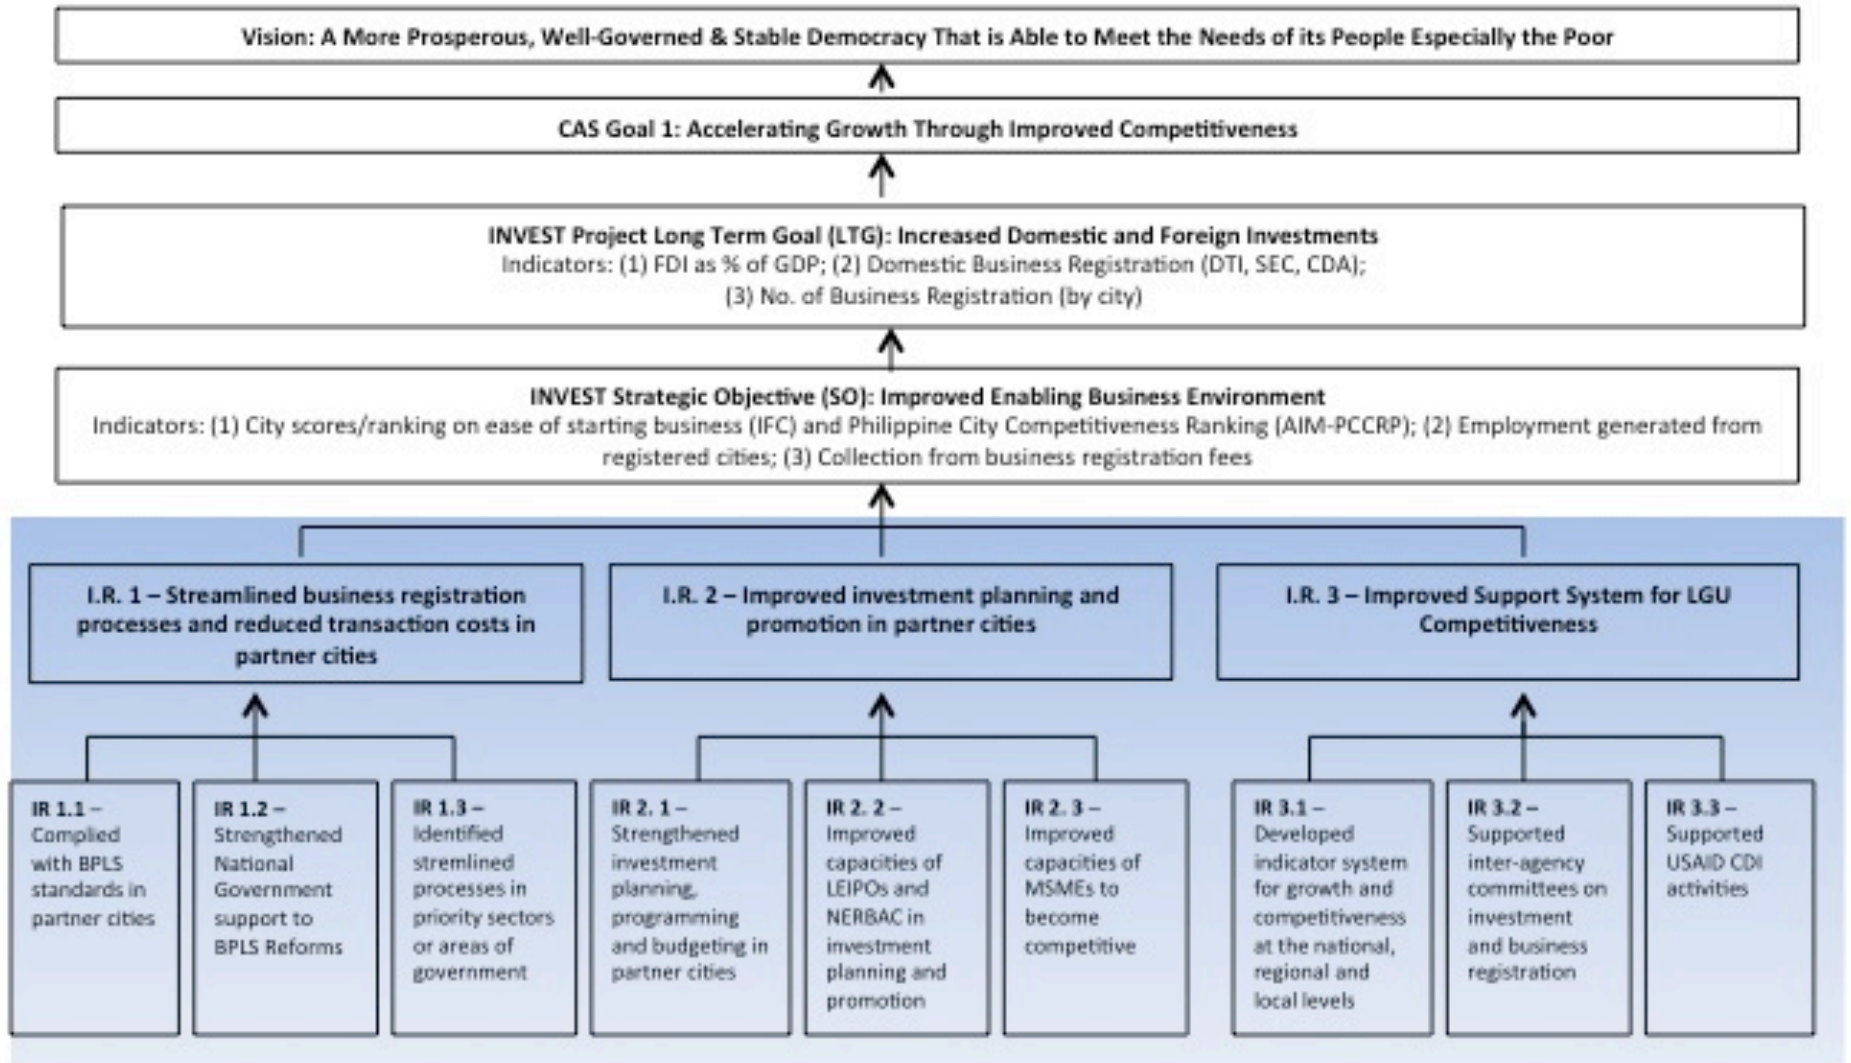 Vision: A More Prosperous, Well-Governed & Stable Democracy That is Able to Meet the Needs of its People Especially the Poor
CAS Goal 1: Accelerating Growth Through Improved Competitiveness
INVEST Project Long Term Goal (LTG): Increased Domestic and Foreign Investments
Indicators: (1) FDI as % of GDP; (2) Domestic Business Registration (DTI, SEC, CDA);
(3) No. of Business Registration (by city)
INVEST Strategic Objective (SO): Improved Enabling Business Environment
Indicators: (1) City scores/ranking on ease of starting business (IFC) and Philippine City Competitiveness Ranking (AIM-PCCRP); (2) Employment generated from
registered cities; (3) Collection from business registration fees
I.R. 1 – Streamlined business registration
processes and reduced transaction costs in
partner cities
I.R. 2 – Improved investment planning and
promotion in partner cities
I.R. 3 – Improved Support System for LGU
Competitiveness
IR 1.1 –
Complied
with BPLS
standards in
partner cities
IR 1.2 –
Strengthened
National
Government
support to
BPLS Reforms
IR 1.3 –
Identified
stremlined
processes in
priority sectors
or areas of
government
IR 2. 1 –
Strengthened
investment
planning,
programming
and budgeting in
partner cities
IR 2. 2 –
Improved
capacities of
LEIPOs and
NERBAC in
investment
planning and
promotion
IR 2. 3 –
Improved
capacities of
MSMEs to
become
competitive
IR 3.1 –
Developed
indicator system
for growth and
competitiveness
at the national,
regional and
local levels
IR 3.2 –
Supported
inter-agency
committees on
investment
and business
registration
IR 3.3 –
Supported
USAID CDI
activities